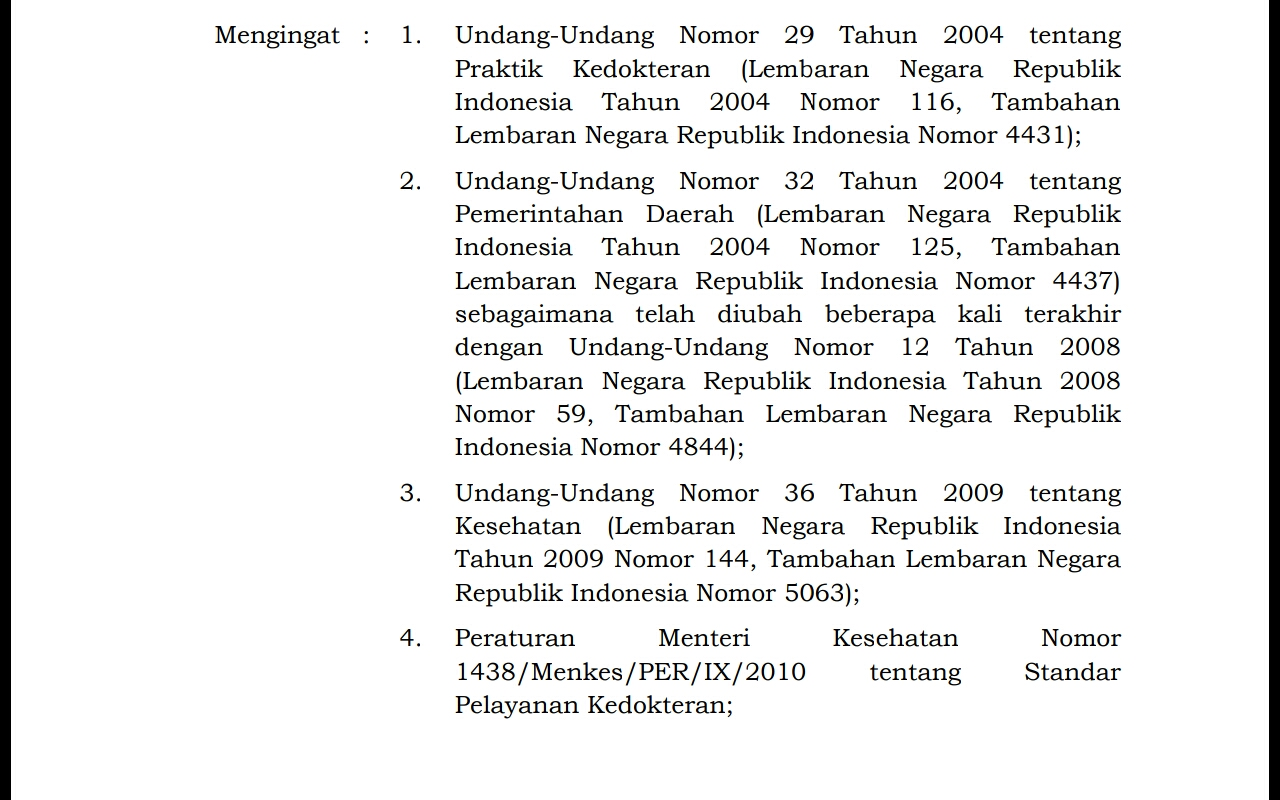 Mengingat : 1. Undang-Undang Nomor 29 Tahun 2004 tentang
Praktik Kedokteran (Lembaran Negara Republik
Indonesia Tahun 2004 Nomor 116, Tambahan
Lembaran Negara Republik Indonesia Nomor 4431);
2. Undang-Undang Nomor 32 Tahun 2004 tentang
Pemerintahan Daerah (Lembaran Negara Republik
Indonesia Tahun 2004 Nomor 125, Tambahan
Lembaran Negara Republik Indonesia Nomor 4437)
sebagaimana telah diubah beberapa kali terakhir
dengan Undang-Undang Nomor 12 Tahun 2008
(Lembaran Negara Republik Indonesia Tahun 2008
Nomor 59, Tambahan Lembaran Negara Republik
Indonesia Nomor 4844);
3. Undang-Undang Nomor 36 Tahun 2009 tentang
Kesehatan (Lembaran Negara Republik Indonesia
Tahun 2009 Nomor 144, Tambahan Lembaran Negara
Republik Indonesia Nomor 5063);
4. Peraturan Menteri Kesehatan Nomor
1438/Menkes/PER/IX/2010 tentang Standar
Pelayanan Kedokteran;